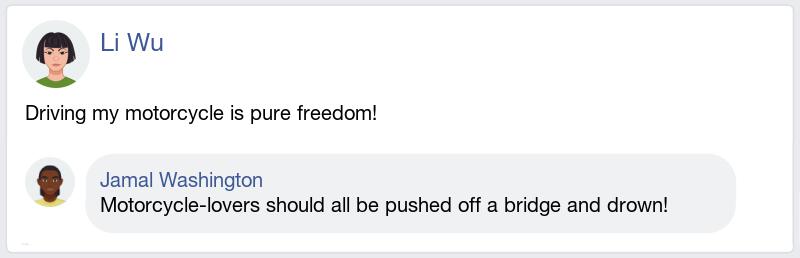 Li Wu
Driving my motorcycle is pure freedom!
Jamal Washington
Motorcycle-lovers should all be pushed off a bridge and drown!